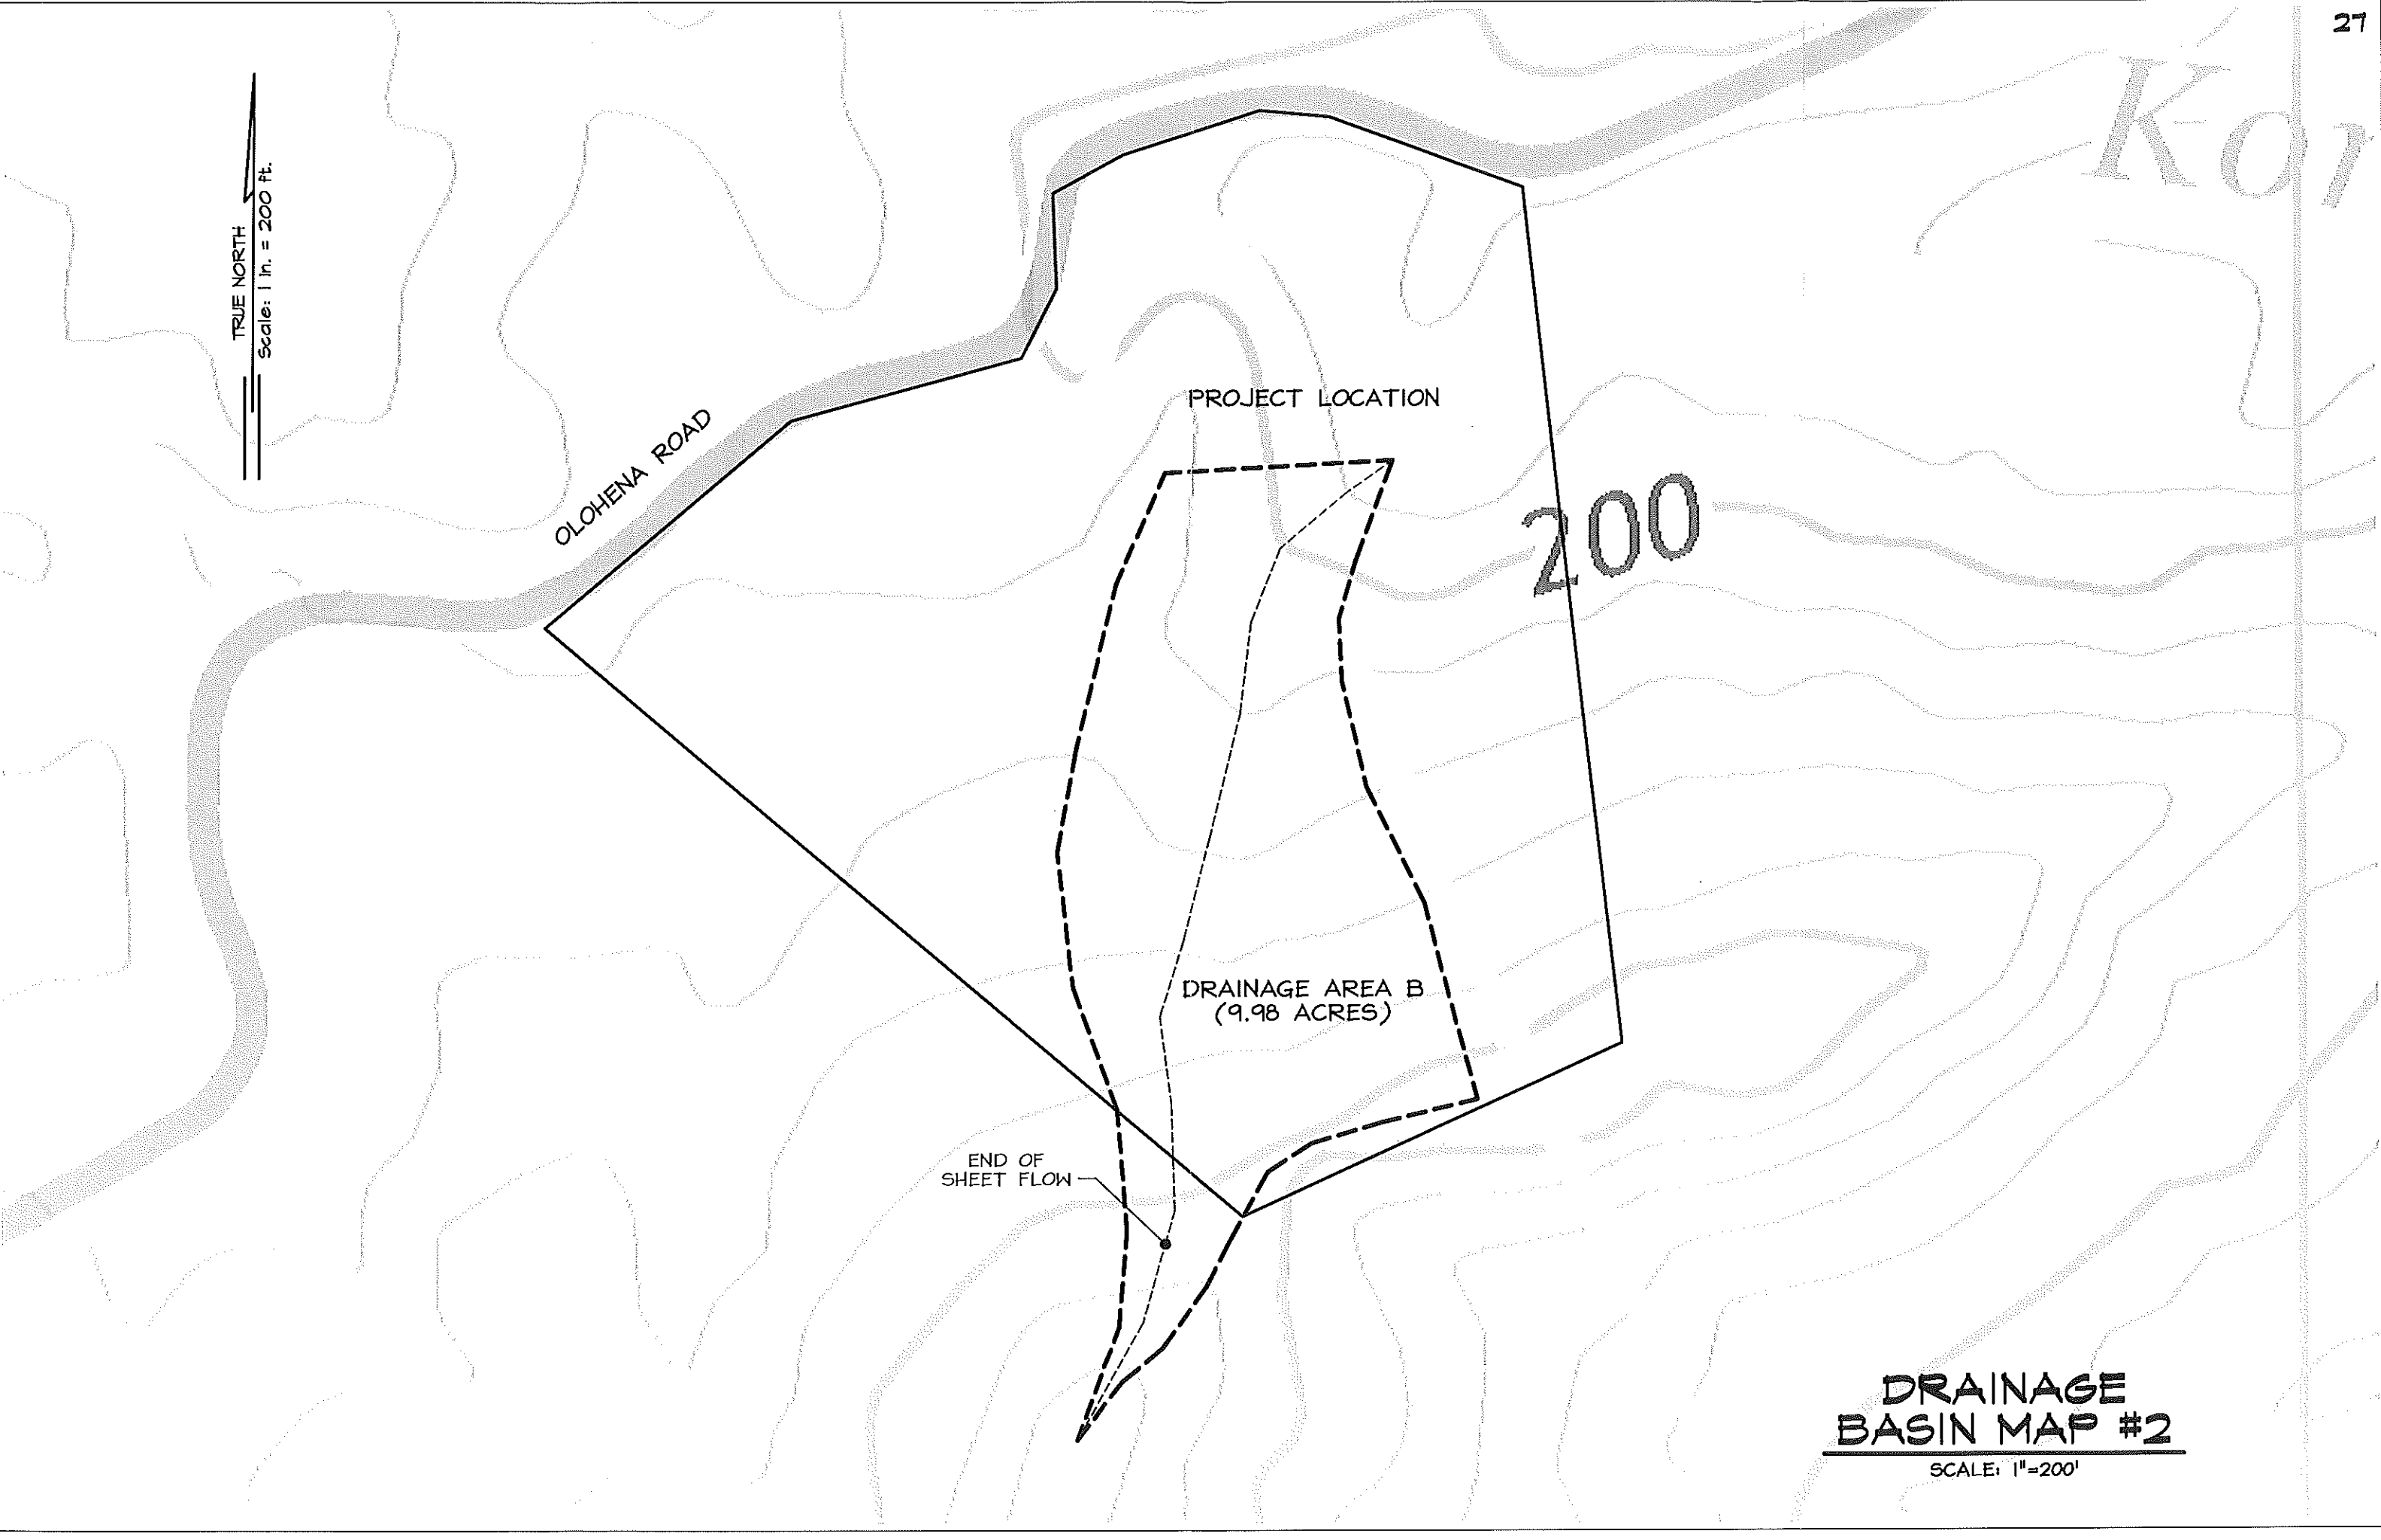 27
Kor
TRUE NORTH
Scale: 1 in. = 200 ft.
OLOHENA ROAD
PROJECT LOCATION
200
DRAINAGE AREA B
(9.98 ACRES)
END OF
SHEET FLOW
DRAINAGE
BASIN MAP #2
SCALE: 1"=200'